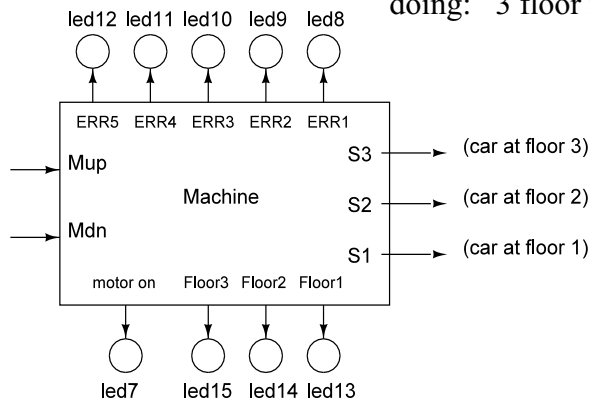 doing: 3 floor
led12 led11 led10 led9 led8
ERR5 ERR4 ERR3 ERR2 ERR1
Mup
S3
(car at floor 3)
Machine
S2
(car at floor 2)
Mdn
S1
(car at floor 1)
motor on Floor3 Floor2 Floor1
led7 led15 led14 led13